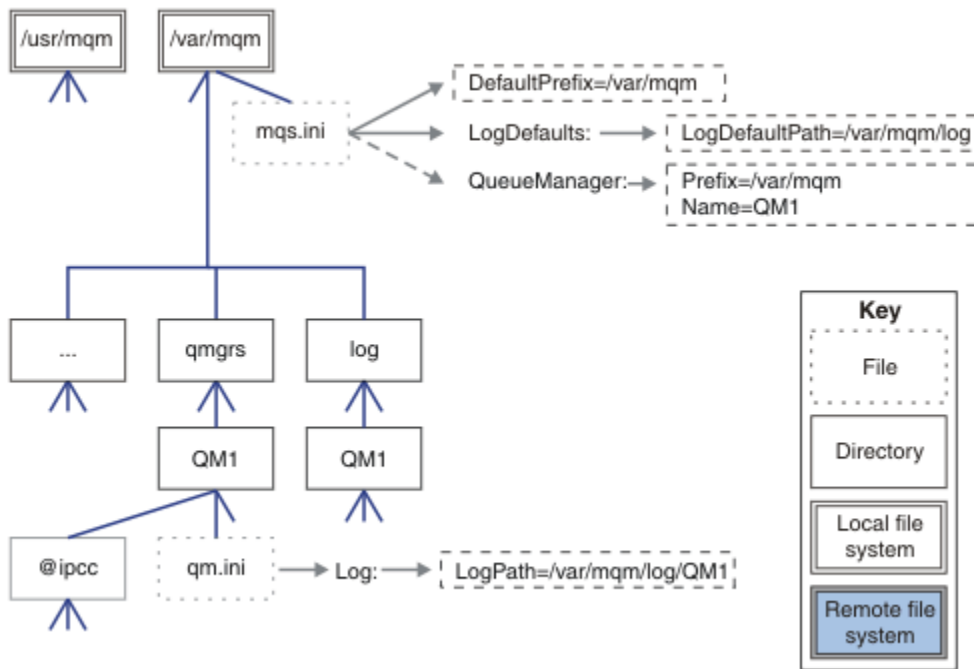 /usr/mqm
/var/mqm
mqs.ini
DefaultPrefix=/var/mqm
LogDefaults:
LogDefaultPath=/var/mqm/log
QueueManager:
Prefix=/var/mqm
Name=QM1
...
qmgrs
log
QM1
QM1
@ipcc
qm.ini
Log:
LogPath=/var/mqm/log/QM1
Key
File
Directory
Local file
system
Remote file
system